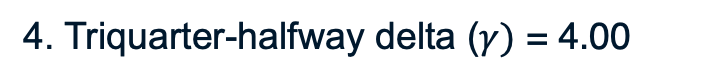 4. Triquarter-halfway delta (γ) = 4.00